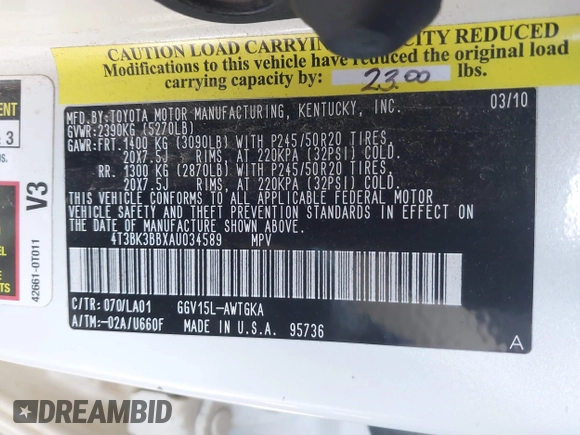 CAUTION LOAD CARRYING CAPACITY REDUCED
Modifications to this vehicle have reduced the original load
carrying capacity by: 23.00 lbs.
MFD.BY:TOYOTA MOTOR MANUFACTURING, KENTUCKY, INC. 03/10
GVWR:2390KG (5270LB)
GAWR:FRT. 1400 KG (3090LB) WITH P245/50R20 TIRES,
20X7.5J RIMS, AT 220KPA (32PSI) COLD.
RR. 1300 KG (2870LB) WITH P245/50R20 TIRES,
20X7.5J RIMS, AT 220KPA (32PSI) COLD.
THIS VEHICLE CONFORMS TO ALL APPLICABLE FEDERAL MOTOR
VEHICLE SAFETY AND THEFT PREVENTION STANDARDS IN EFFECT ON
THE DATE OF MANUFACTURE SHOWN ABOVE.
4T3BK3BBXAU034589 MPV
C/TR: 070/LA01 GGV15L-AWTGKA
A/TM:-02A/U660F MADE IN U.S.A. 95736
A
3
V3
42661-0T011
DREAMBID